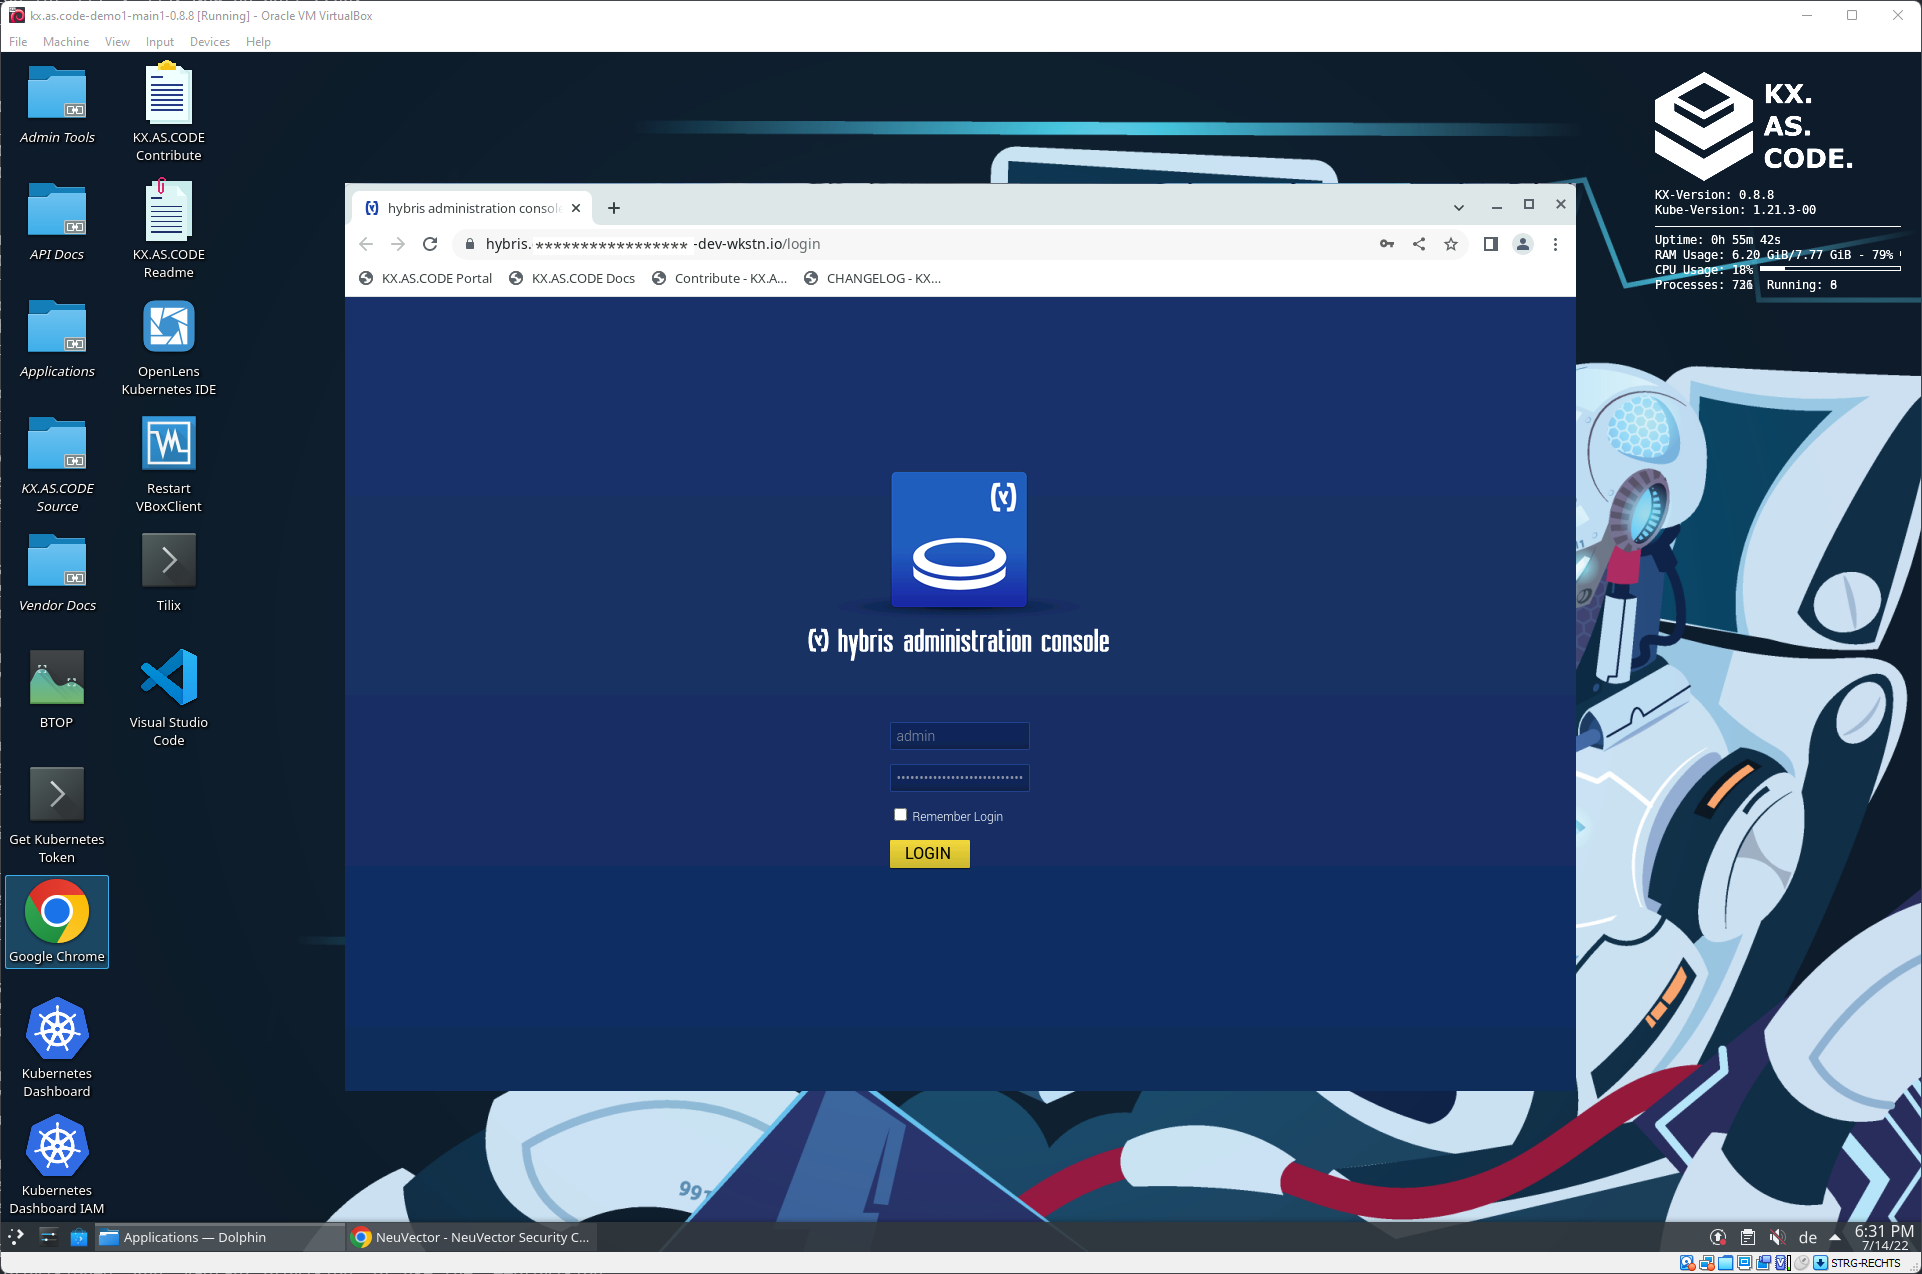 kx.as.code-demo1-main1-0.8.8 [Running] - Oracle VM VirtualBox
File Machine View Input Devices Help
Admin Tools
KX.AS.CODE
Contribute
API Docs
KX.AS.CODE
Readme
Applications
OpenLens
Kubernetes IDE
KX.AS.CODE
Source
Restart
VBoxClient
Vendor Docs
Tilix
BTOP
Visual Studio
Code
Get Kubernetes
Token
Google Chrome
Kubernetes
Dashboard
Kubernetes
Dashboard IAM
KX.
AS.
CODE.
KX-Version: 0.8.8
Kube-Version: 1.21.3-00
Uptime: 0h 55m 42s
RAM Usage: 6.20 GiB/7.77 GiB - 79%
CPU Usage: 18%
Processes: Running:
hybris administration console
hybris. ***************** -dev-wkstn.io/login
KX.AS.CODE Portal KX.AS.CODE Docs Contribute - KX.A... CHANGELOG - KX...
hybris administration console
admin
Remember Login
LOGIN
991
Applications — Dolphin
NeuVector - NeuVector Security C...
de
6:31 PM
7/14/22
STRG-RECHTS